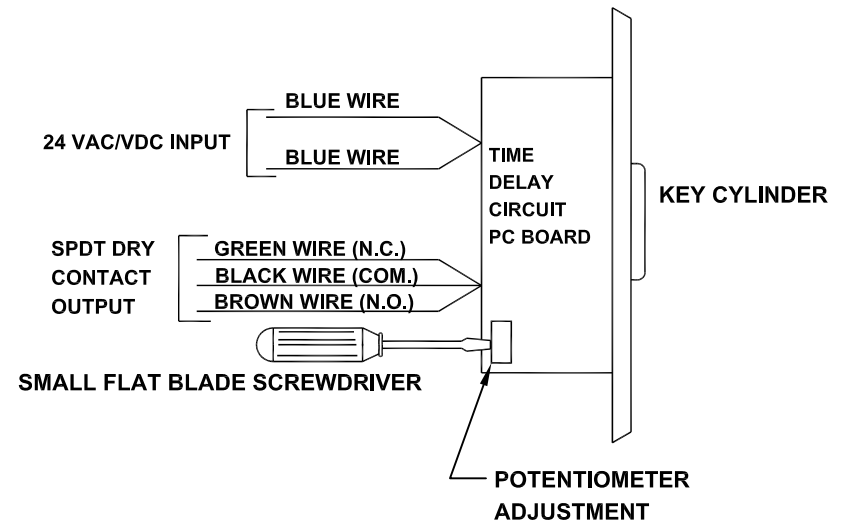 BLUE WIRE
24 VAC/VDC INPUT
BLUE WIRE
TIME
DELAY
CIRCUIT
PC BOARD
KEY CYLINDER
SPDT DRY
CONTACT
OUTPUT
GREEN WIRE (N.C.)
BLACK WIRE (COM.)
BROWN WIRE (N.O.)
SMALL FLAT BLADE SCREWDRIVER
POTENTIOMETER
ADJUSTMENT